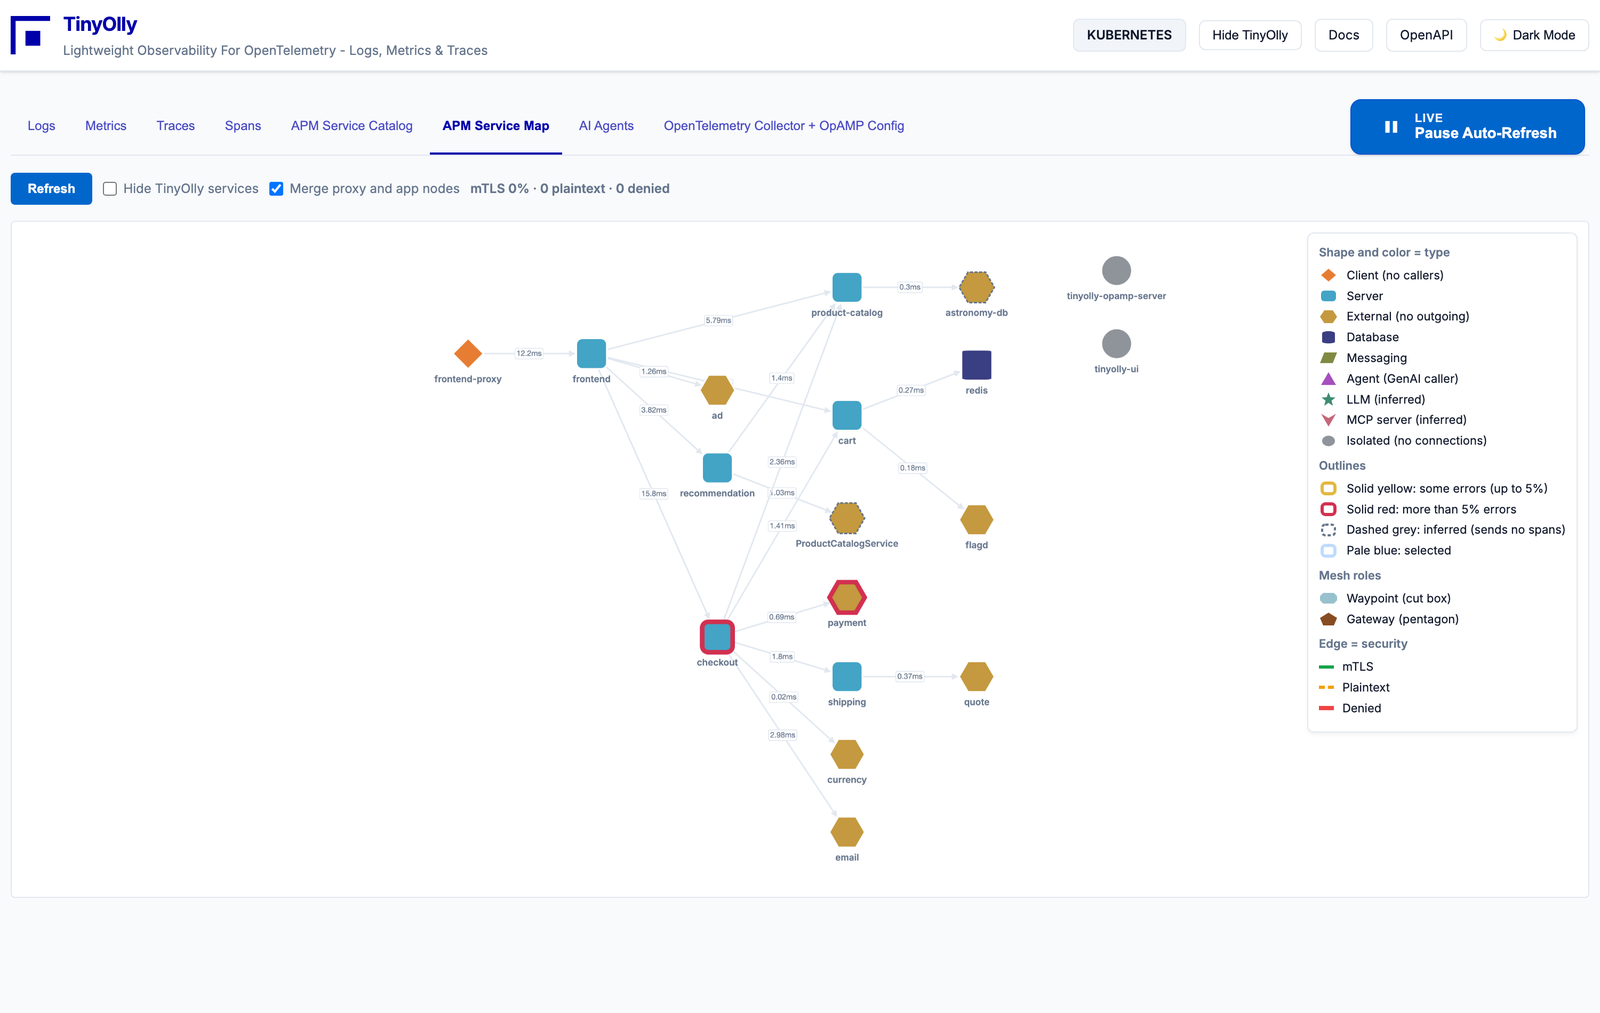 TinyOlly
Lightweight Observability For OpenTelemetry - Logs, Metrics & Traces
KUBERNETES
Hide TinyOlly
Docs
OpenAPI
🌙 Dark Mode
Logs
Metrics
Traces
Spans
APM Service Catalog
APM Service Map
AI Agents
OpenTelemetry Collector + OpAMP Config
LIVE
Pause Auto-Refresh
Refresh
Hide TinyOlly services
Merge proxy and app nodes
mTLS 0% · 0 plaintext · 0 denied
frontend-proxy
12.2ms
frontend
5.79ms
1.26ms
3.82ms
15.8ms
ad
recommendation
checkout
1.4ms
2.36ms
.03ms
1.41ms
0.69ms
1.8ms
0.02ms
2.98ms
product-catalog
0.3ms
astronomy-db
cart
0.27ms
redis
0.18ms
flagd
ProductCatalogService
payment
shipping
0.37ms
quote
currency
email
tinyolly-opamp-server
tinyolly-ui
Shape and color = type
Client (no callers)
Server
External (no outgoing)
Database
Messaging
Agent (GenAI caller)
LLM (inferred)
MCP server (inferred)
Isolated (no connections)
Outlines
Solid yellow: some errors (up to 5%)
Solid red: more than 5% errors
Dashed grey: inferred (sends no spans)
Pale blue: selected
Mesh roles
Waypoint (cut box)
Gateway (pentagon)
Edge = security
mTLS
Plaintext
Denied